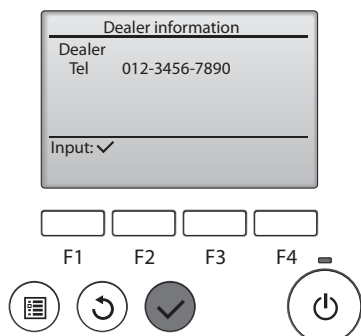 Dealer information
Dealer
Tel 012-3456-7890
Input: ✓
F1 F2 F3 F4